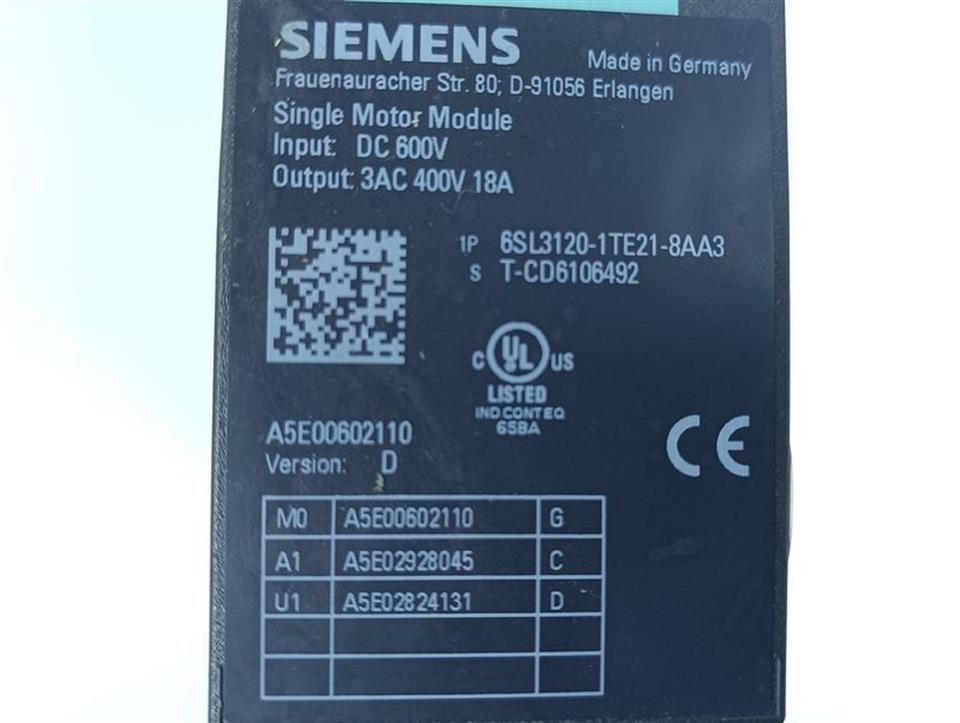 SIEMENS
Made in Germany
Frauenauracher Str. 80; D-91056 Erlangen
Single Motor Module
Input: DC 600V
Output: 3AC 400V 18A
1P 6SL3120-1TE21-8AA3
S T-CD6106492
C UL US
LISTED
IND CONT EQ
65BA
A5E00602110
Version: D
CE
M0 A5E00602110 G
A1 A5E02928045 C
U1 A5E02824131 D